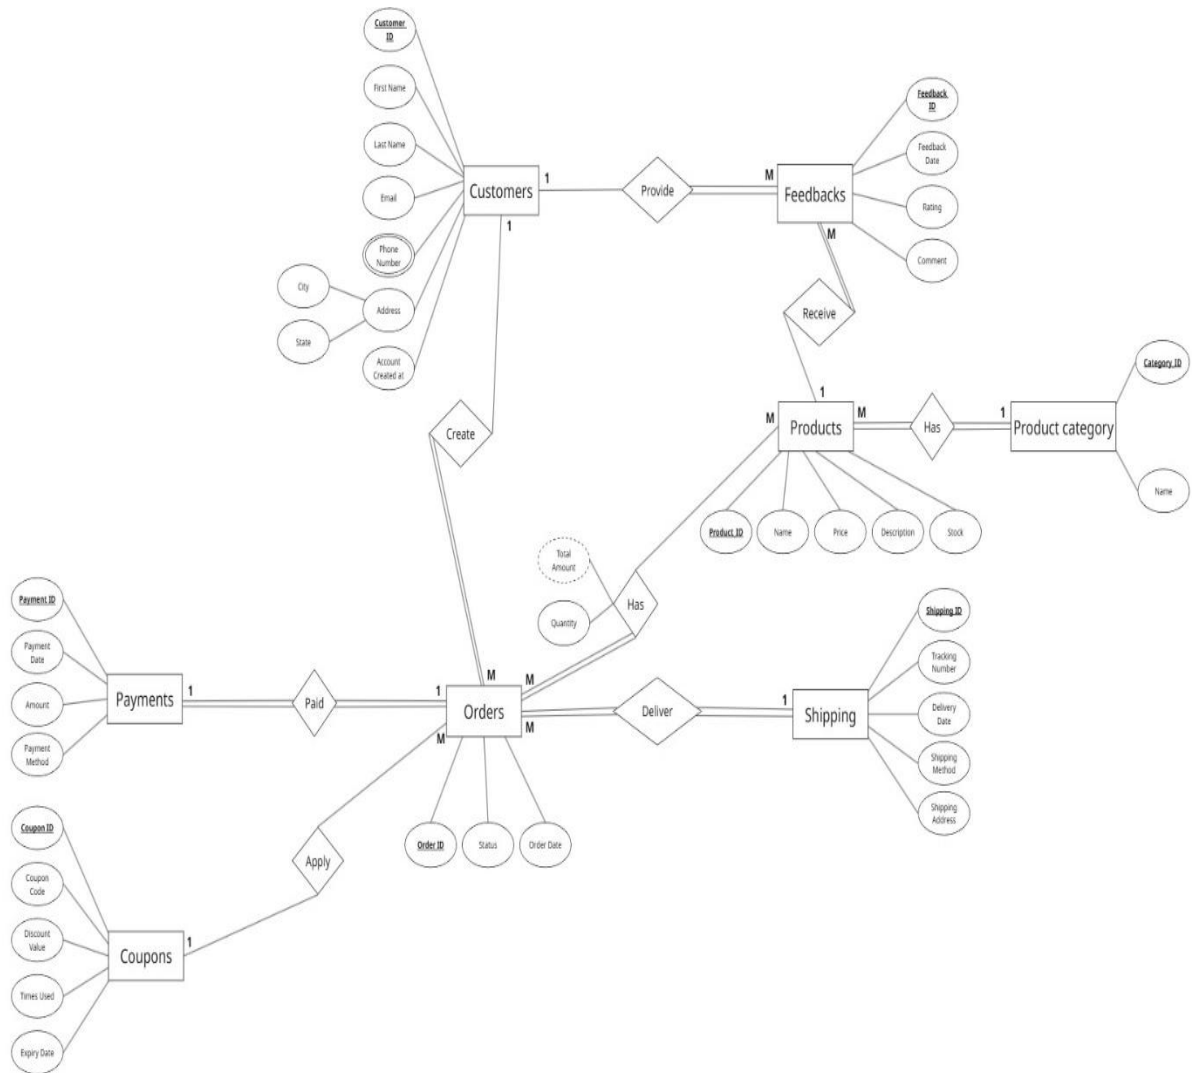 Customer
ID
First Name
Last Name
Email
Phone
Number
City
Address
State
Account
Created at
Customers
1
1
Provide
M
Feedbacks
M
Feedback
ID
Feedback
Date
Rating
Comment
Receive
1
Create
M
Products
M
Has
1
Product category
Category ID
Name
Product_ID
Name
Price
Description
Stock
Total
Amount
Quantity
Has
Payment ID
Payment
Date
Amount
Payment
Method
Payments
1
Paid
1
M
M
Orders
M
M
Deliver
1
Shipping
Shipping ID
Tracking
Number
Delivery
Date
Shipping
Method
Shipping
Address
Order ID
Status
Order Date
Apply
Coupon ID
Coupon
Code
Discount
Value
Times Used
Expiry Date
1
Coupons